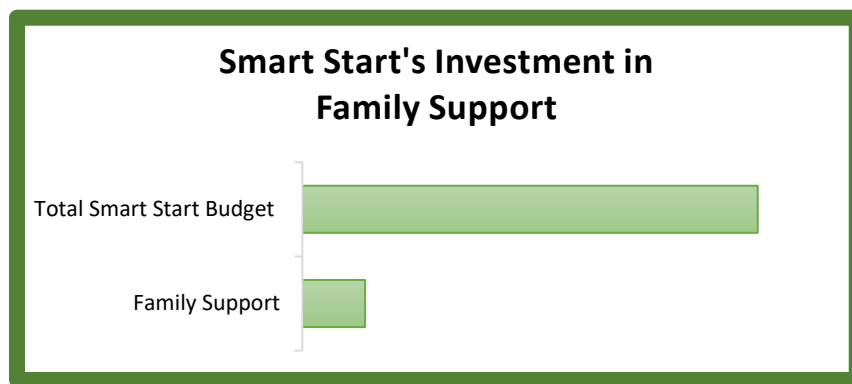 Smart Start's Investment in
Family Support
Total Smart Start Budget
Family Support